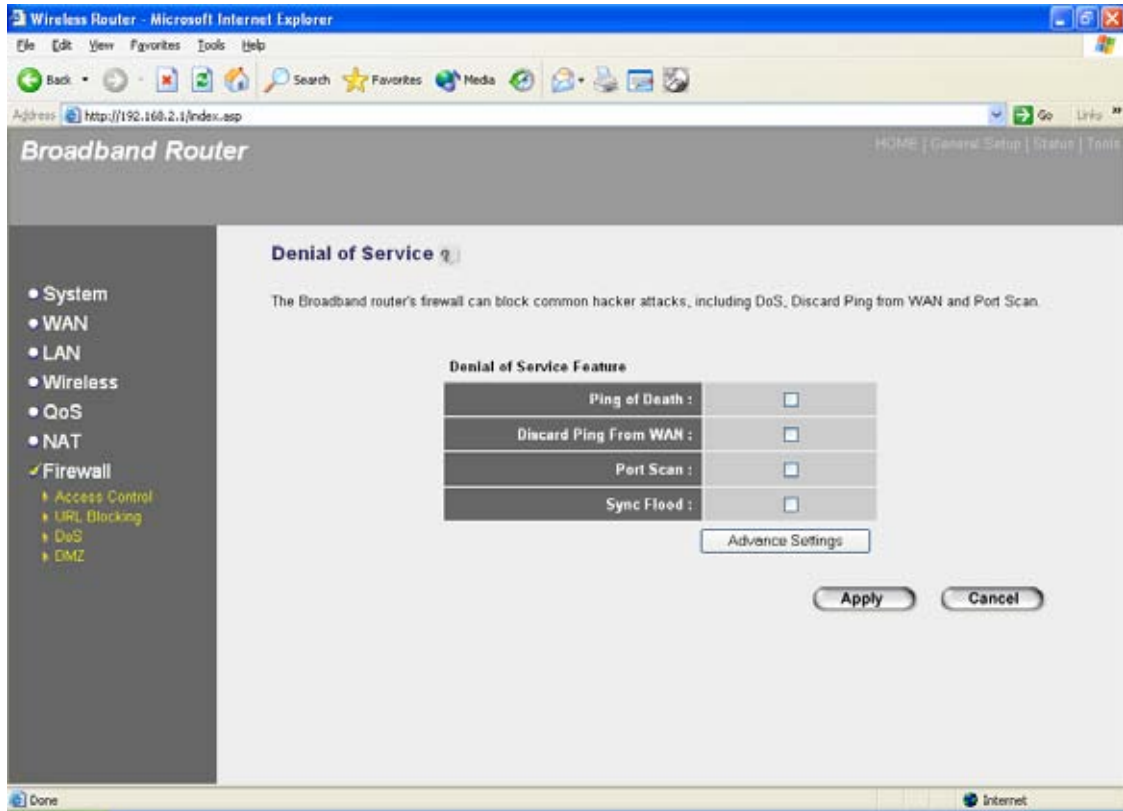 Wireless Router - Microsoft Internet Explorer
File Edit View Favorites Tools Help
Back Search Favorites Media
Address http://192.168.2.1/index.asp Go Links »
Broadband Router
HOME | General Setup | Status | Tools
Denial of Service ?
System
WAN
LAN
Wireless
QoS
NAT
Firewall
Access Control
URL Blocking
DoS
DMZ
The Broadband router's firewall can block common hacker attacks, including DoS, Discard Ping from WAN and Port Scan.
Denial of Service Feature
Ping of Death :
Discard Ping From WAN :
Port Scan :
Sync Flood :
Advance Settings
Apply Cancel
Done Internet